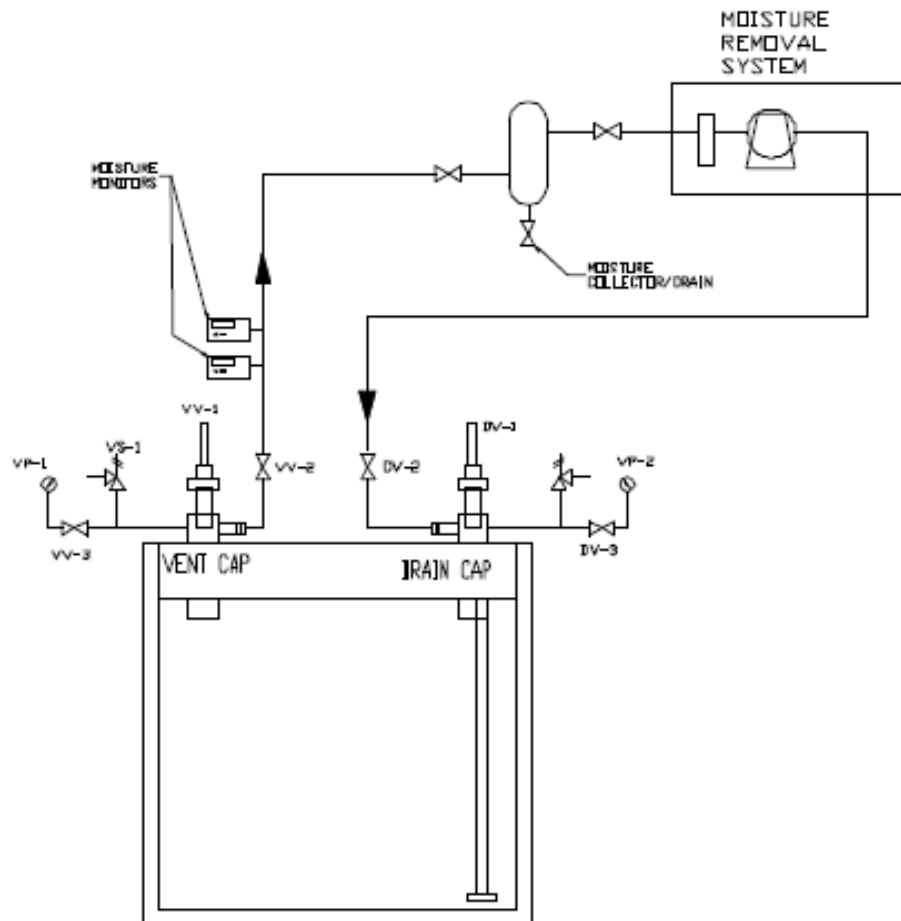 MOISTURE
REMOVAL
SYSTEM
MOISTURE
MONITORS
MOISTURE
COLLECTOR/DRAIN
VV-1
DV-1
VS-1
VP-1
VV-2
DV-2
VP-2
VV-3
DV-3
VENT CAP
DRAIN CAP